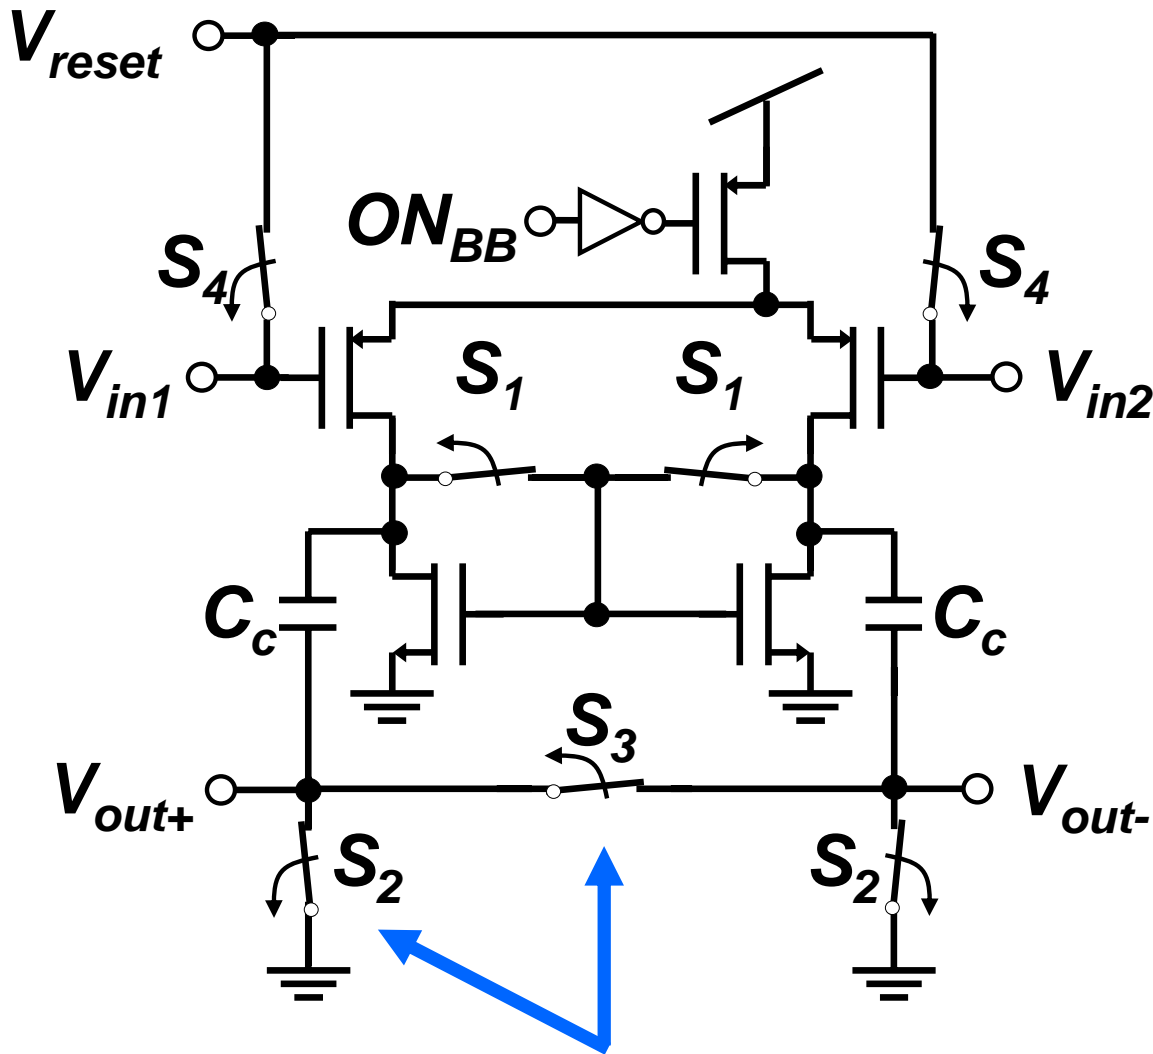 V_reset
ON_BB
S_4
S_4
S_1
S_1
V_in1
V_in2
C_c
C_c
S_3
V_out+
V_out-
S_2
S_2